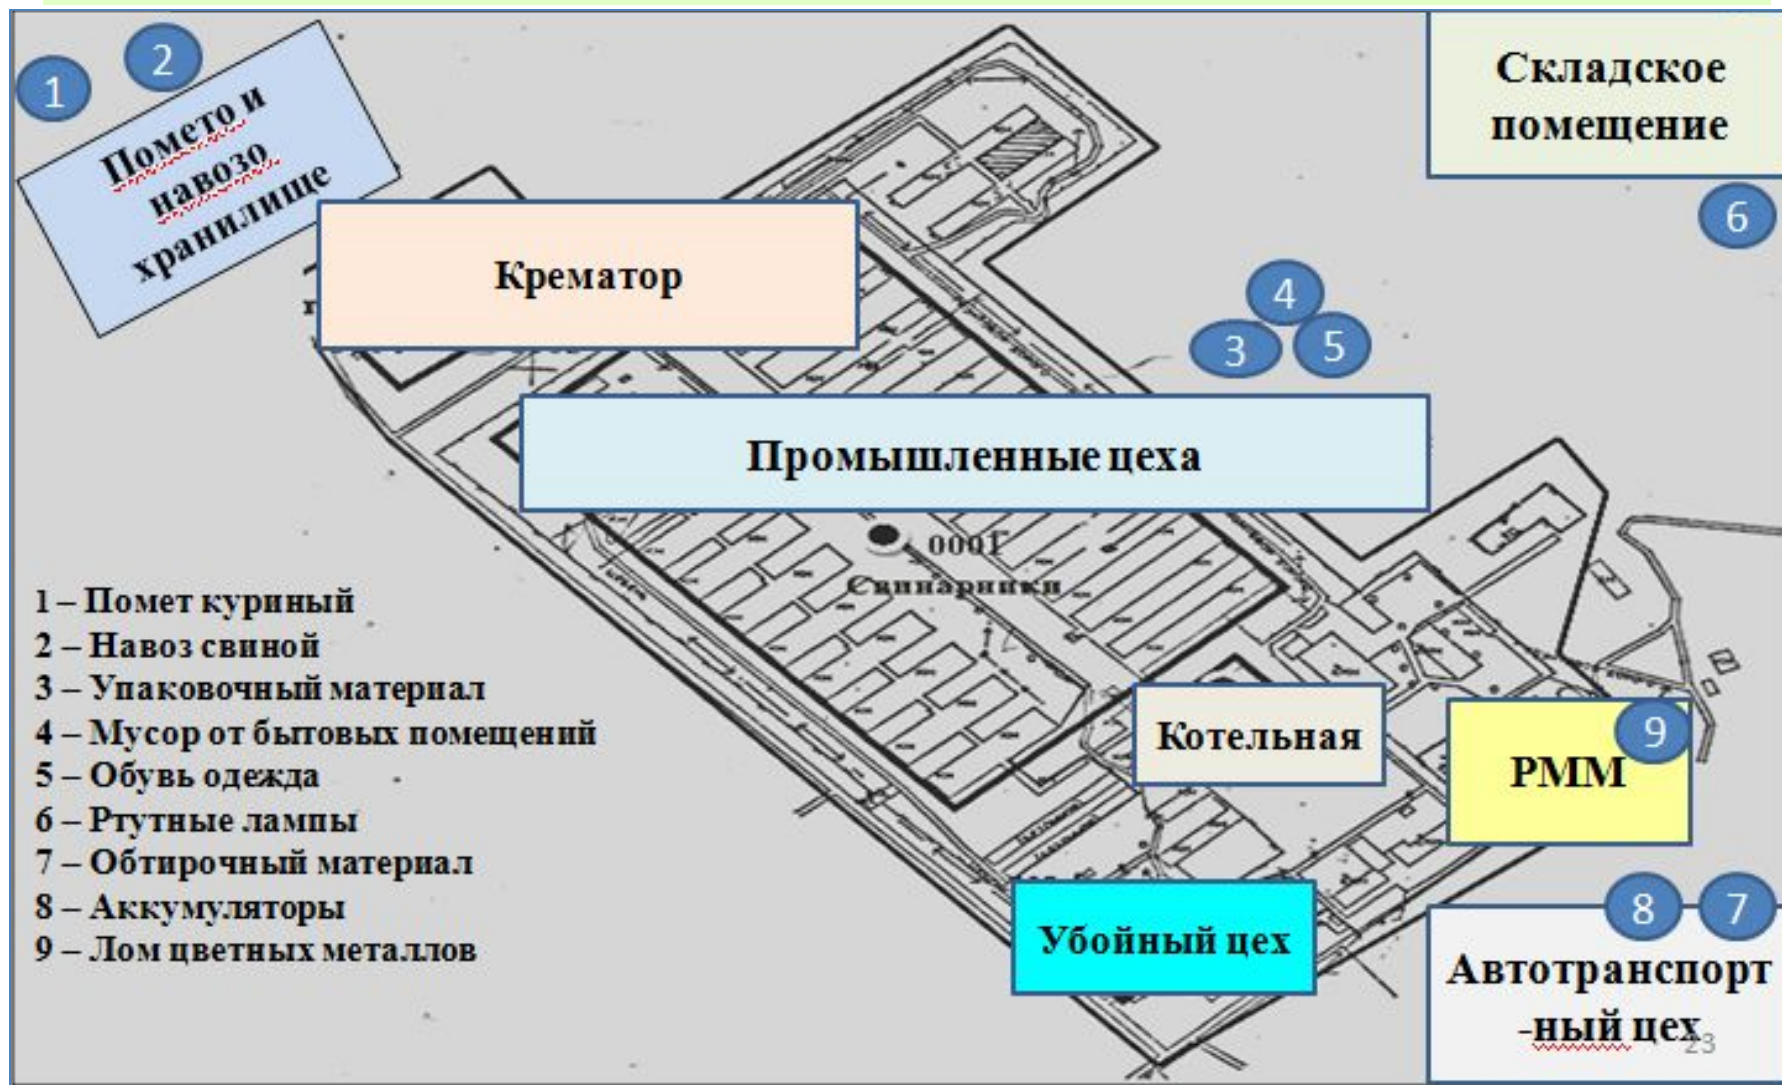 1
2
Помето и
навозо
хранилище
Складское
помещение
6
Крематор
4
3
5
Промышленные цеха
0001
Свинарники
1 – Помет куриный
2 – Навоз свиной
3 – Упаковочный материал
4 – Мусор от бытовых помещений
5 – Обувь одежда
6 – Ртутные лампы
7 – Обтирочный материал
8 – Аккумуляторы
9 – Лом цветных металлов
Котельная
9
РММ
Убойный цех
8
7
Автотранспорт
-ный цех
23